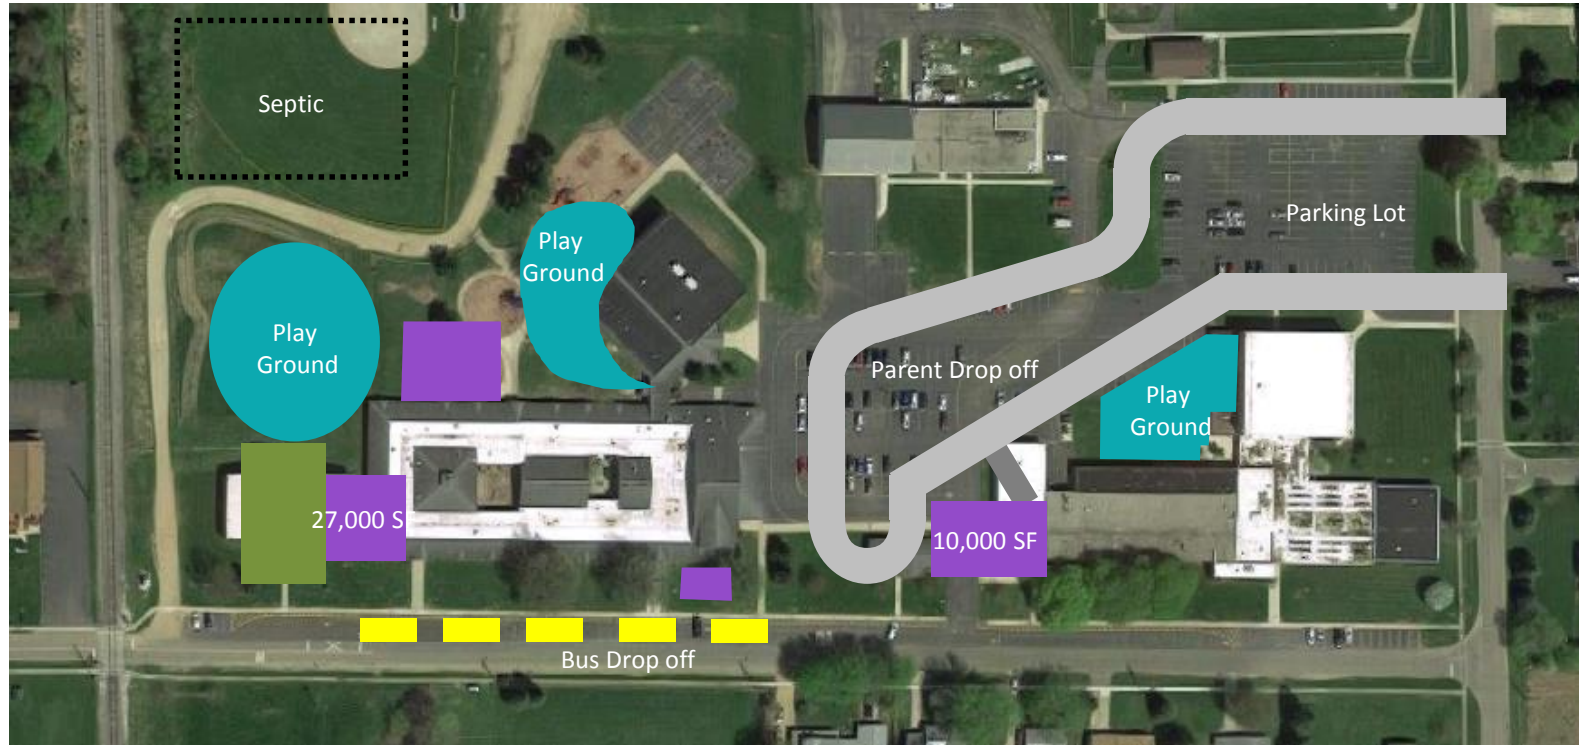 Septic
Play
Ground
Parking Lot
Play
Ground
Parent Drop off
Play
Ground
27,000 S
10,000 SF
Bus Drop off